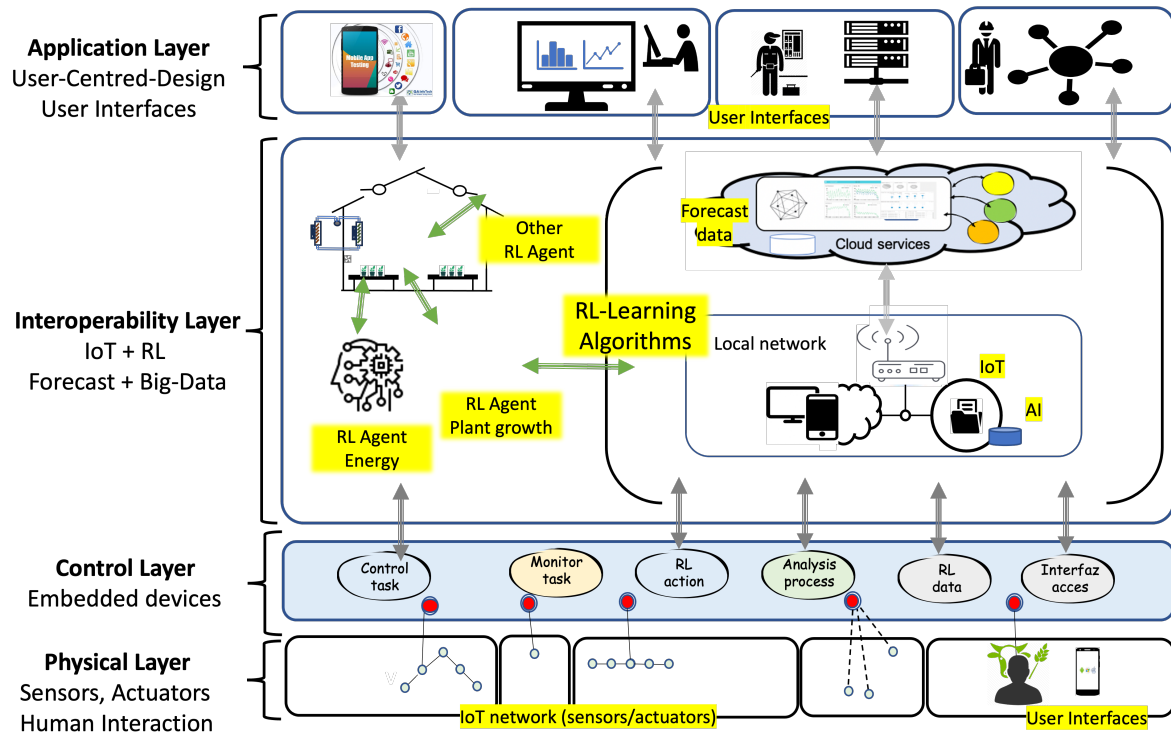 Application Layer
User-Centred-Design
User Interfaces
Mobile App
Testing
User Interfaces
Interoperability Layer
IoT + RL
Forecast + Big-Data
Other
RL Agent
Forecast
data
Cloud services
RL-Learning
Algorithms
Local network
IoT
AI
RL Agent
Plant growth
RL Agent
Energy
Control Layer
Embedded devices
Control
task
Monitor
task
RL
action
Analysis
process
RL
data
Interfaz
acces
Physical Layer
Sensors, Actuators
Human Interaction
V
IoT network (sensors/actuators)
User Interfaces